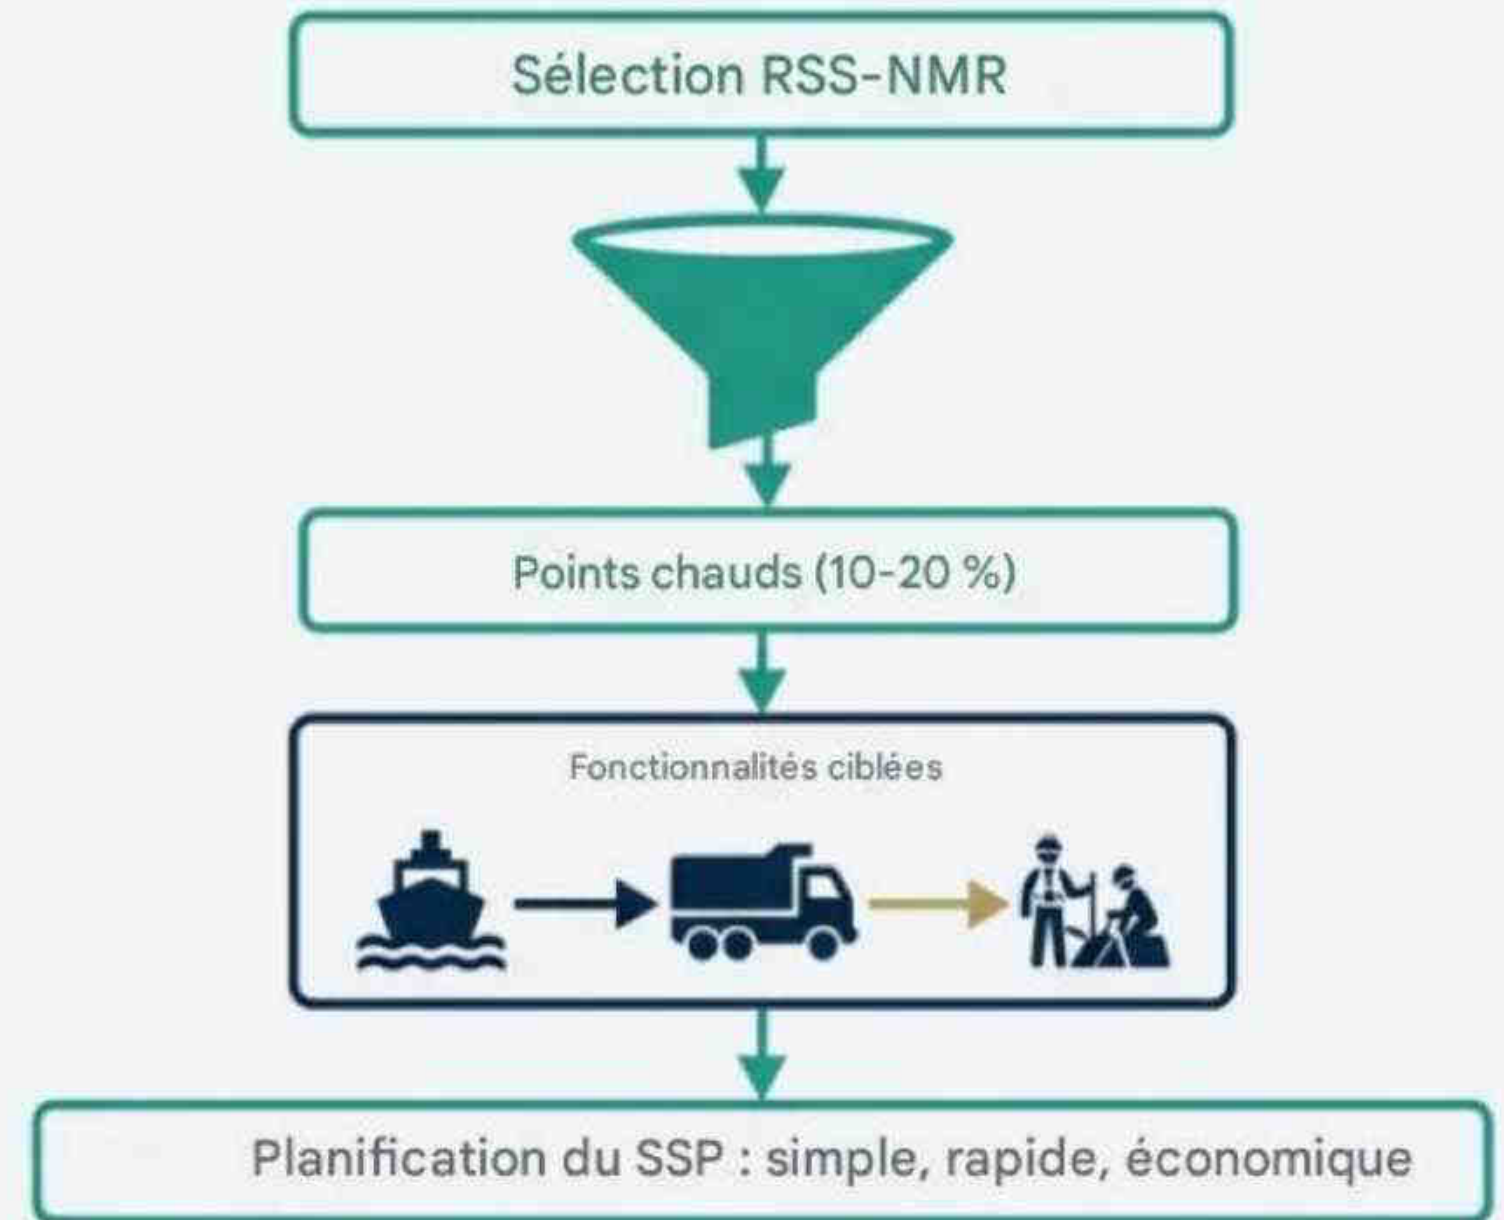 Sélection RSS-NMR
Points chauds (10-20 %)
Fonctionnalités ciblées
Planification du SSP : simple, rapide, économique